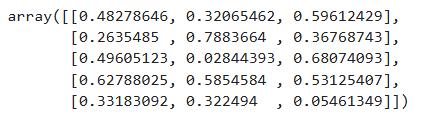 array([[0.48278646, 0.32065462, 0.59612429],
       [0.2635485 , 0.7883664 , 0.36768743],
       [0.49605123, 0.02844393, 0.68074093],
       [0.62788025, 0.5854584 , 0.53125407],
       [0.33183092, 0.322494  , 0.05461349]])